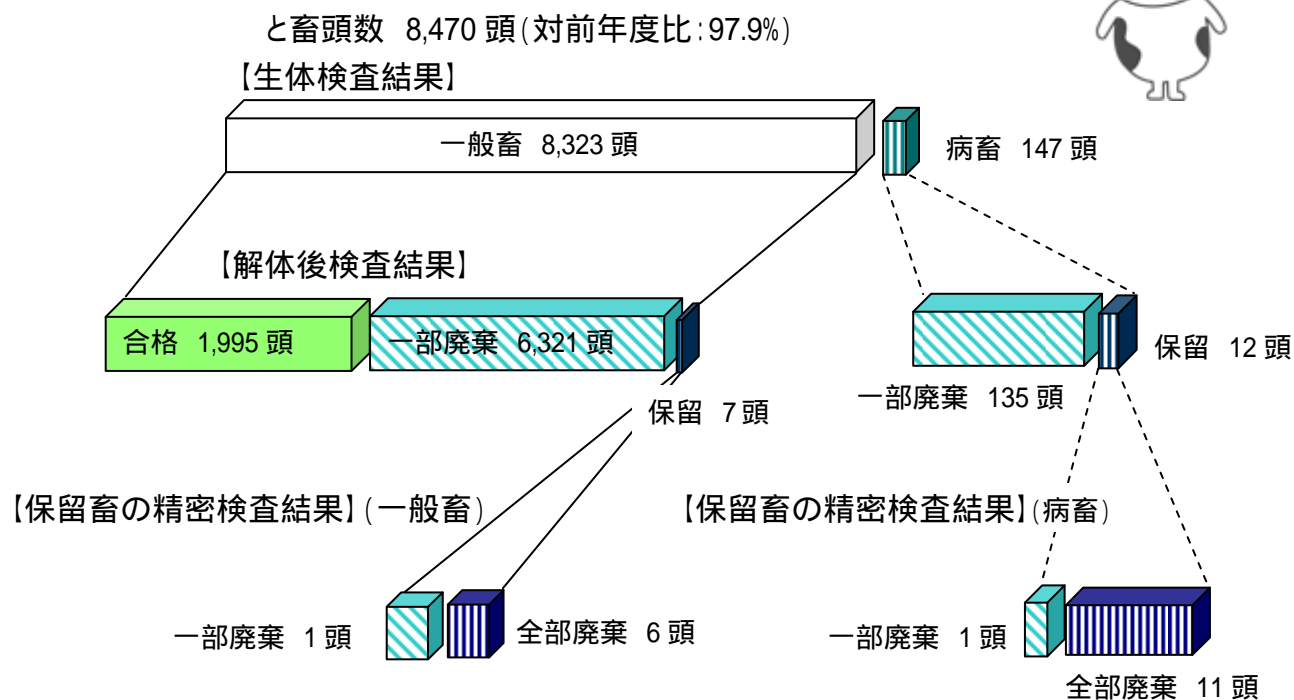 と畜頭数 8,470 頭(対前年度比:97.9%)
【生体検査結果】
一般畜 8,323 頭
病畜 147 頭
【解体後検査結果】
合格 1,995 頭
一部廃棄 6,321 頭
保留 7 頭
一部廃棄 135 頭
保留 12 頭
【保留畜の精密検査結果】(一般畜)
【保留畜の精密検査結果】(病畜)
一部廃棄 1 頭
全部廃棄 6 頭
一部廃棄 1 頭
全部廃棄 11 頭